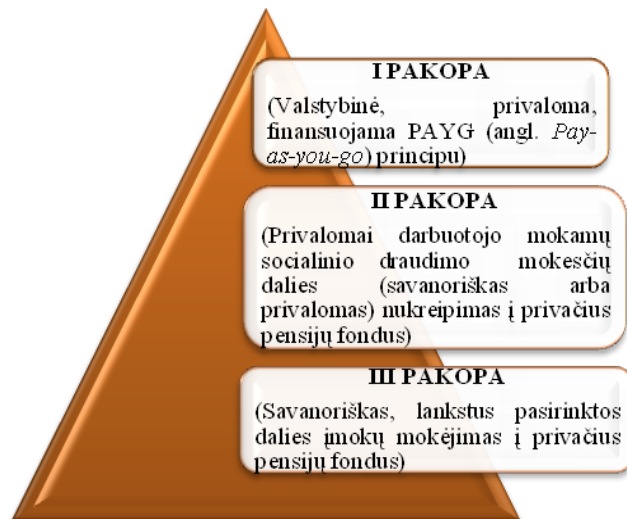 I PAKOPA
(Valstybinė, privaloma,
finansuojama PAYG (angl. Pay-
as-you-go) principu)
II PAKOPA
(Privalomai darbuotojo mokamų
socialinio draudimo mokesčių
dalies (savanoriškas arba
privalomas) nukreipimas į privačius
pensijų fondus)
III PAKOPA
(Savanoriškas, lankstus pasirinktos
dalies įmokų mokėjimas į privačius
pensijų fondus)